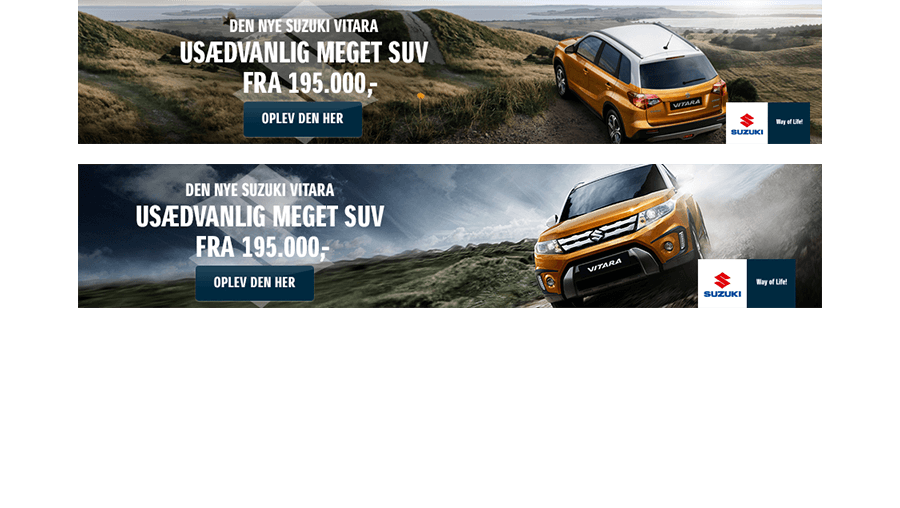 DEN NYE SUZUKI VITARA
USÆDVANLIG MEGET SUV
FRA 195.000,-
OPLEV DEN HER
VITARA
SUZUKI
Way of Life!
DEN NYE SUZUKI VITARA
USÆDVANLIG MEGET SUV
FRA 195.000,-
OPLEV DEN HER
VITARA
SUZUKI
Way of Life!